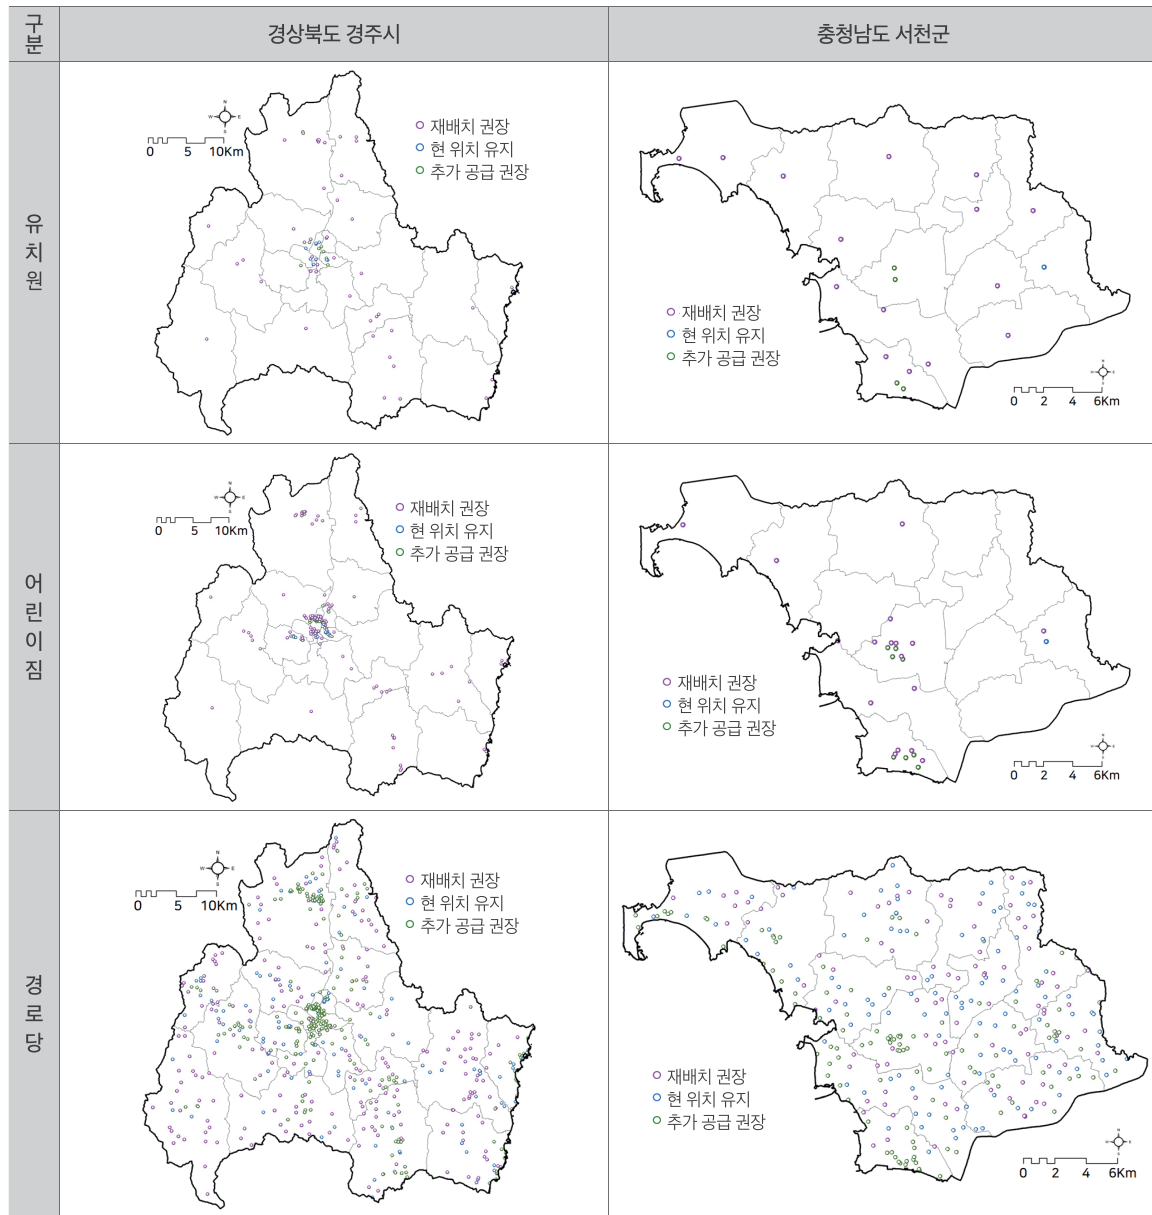 구분
경상북도 경주시
충청남도 서천군
유치원
N
W E
S
0 5 10Km
재배치 권장
현 위치 유지
추가 공급 권장
재배치 권장
현 위치 유지
추가 공급 권장
0 2 4 6Km
어린이짐
N
W E
S
0 5 10Km
재배치 권장
현 위치 유지
추가 공급 권장
재배치 권장
현 위치 유지
추가 공급 권장
0 2 4 6Km
경로당
N
W E
S
0 5 10Km
재배치 권장
현 위치 유지
추가 공급 권장
재배치 권장
현 위치 유지
추가 공급 권장
0 2 4 6Km